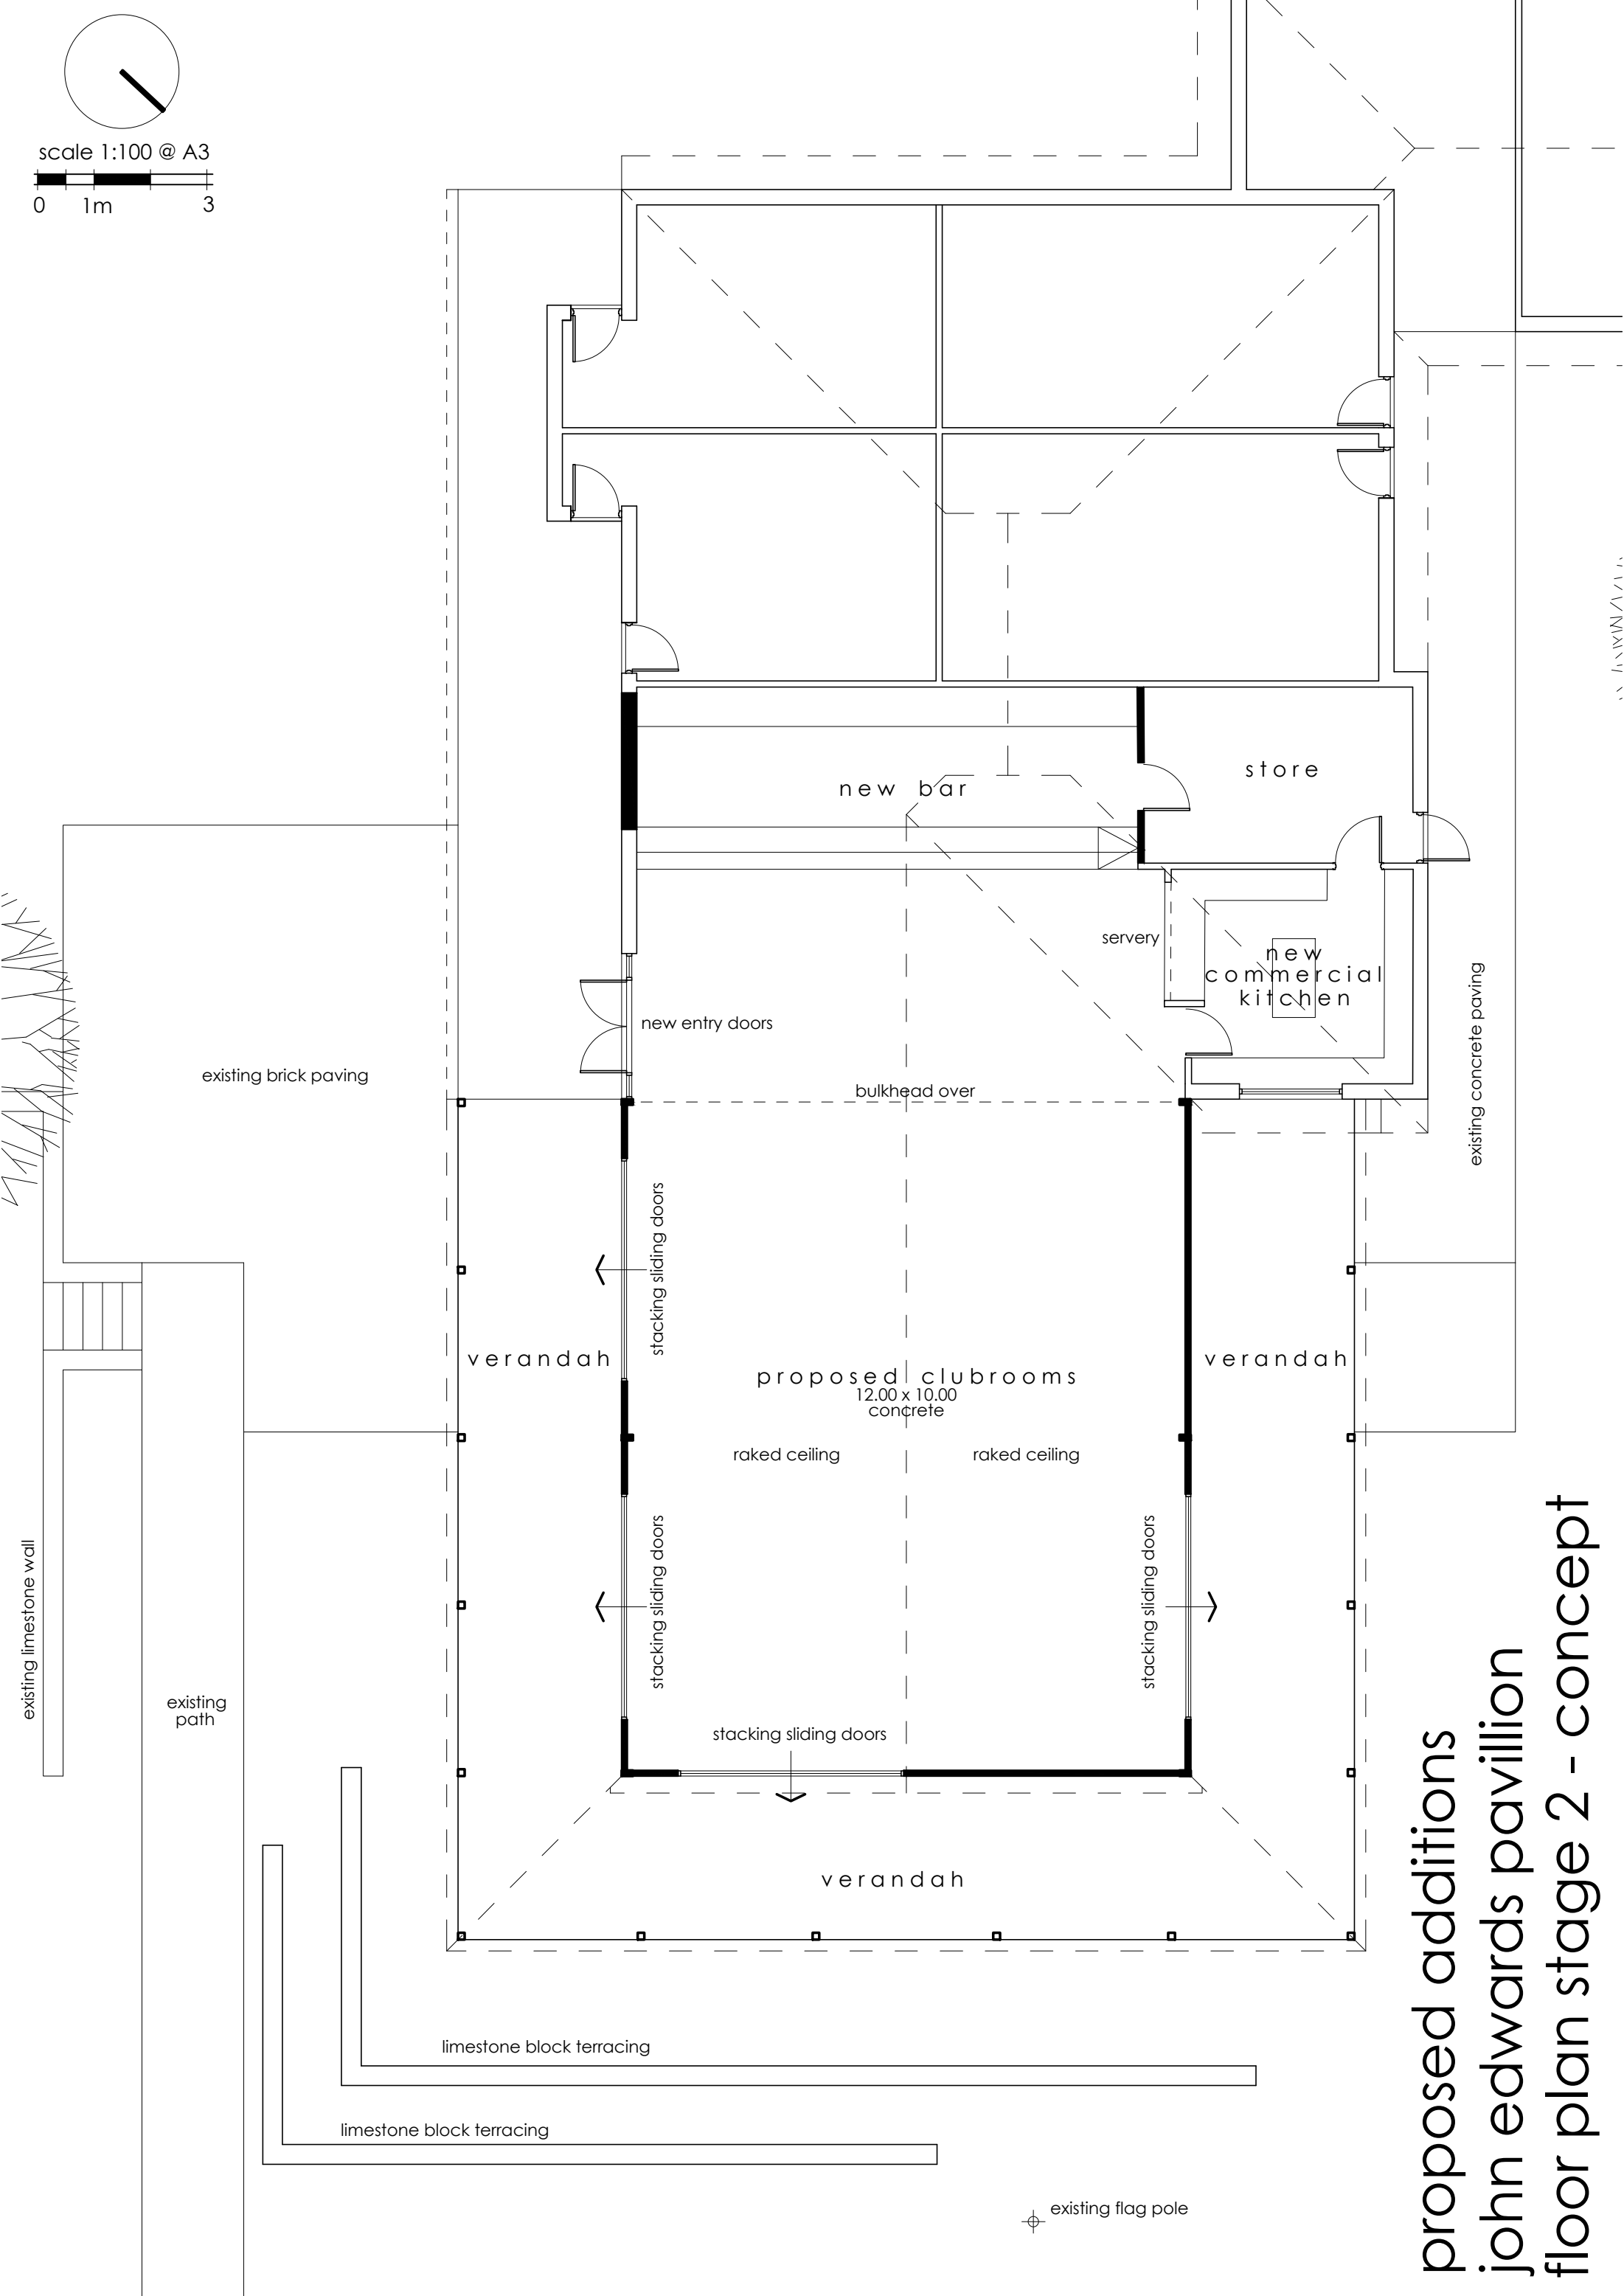 scale 1:100 @ A3
0 1m 3
store
new bar
servery
new
commercial
kitchen
new entry doors
existing brick paving
bulkhead over
existing concrete paving
stacking sliding doors
verandah
verandah
proposed clubrooms
12.00 x 10.00
concrete
raked ceiling
raked ceiling
stacking sliding doors
stacking sliding doors
existing limestone wall
existing
path
stacking sliding doors
verandah
limestone block terracing
limestone block terracing
existing flag pole
proposed additions
john edwards pavillion
floor plan stage 2 - concept